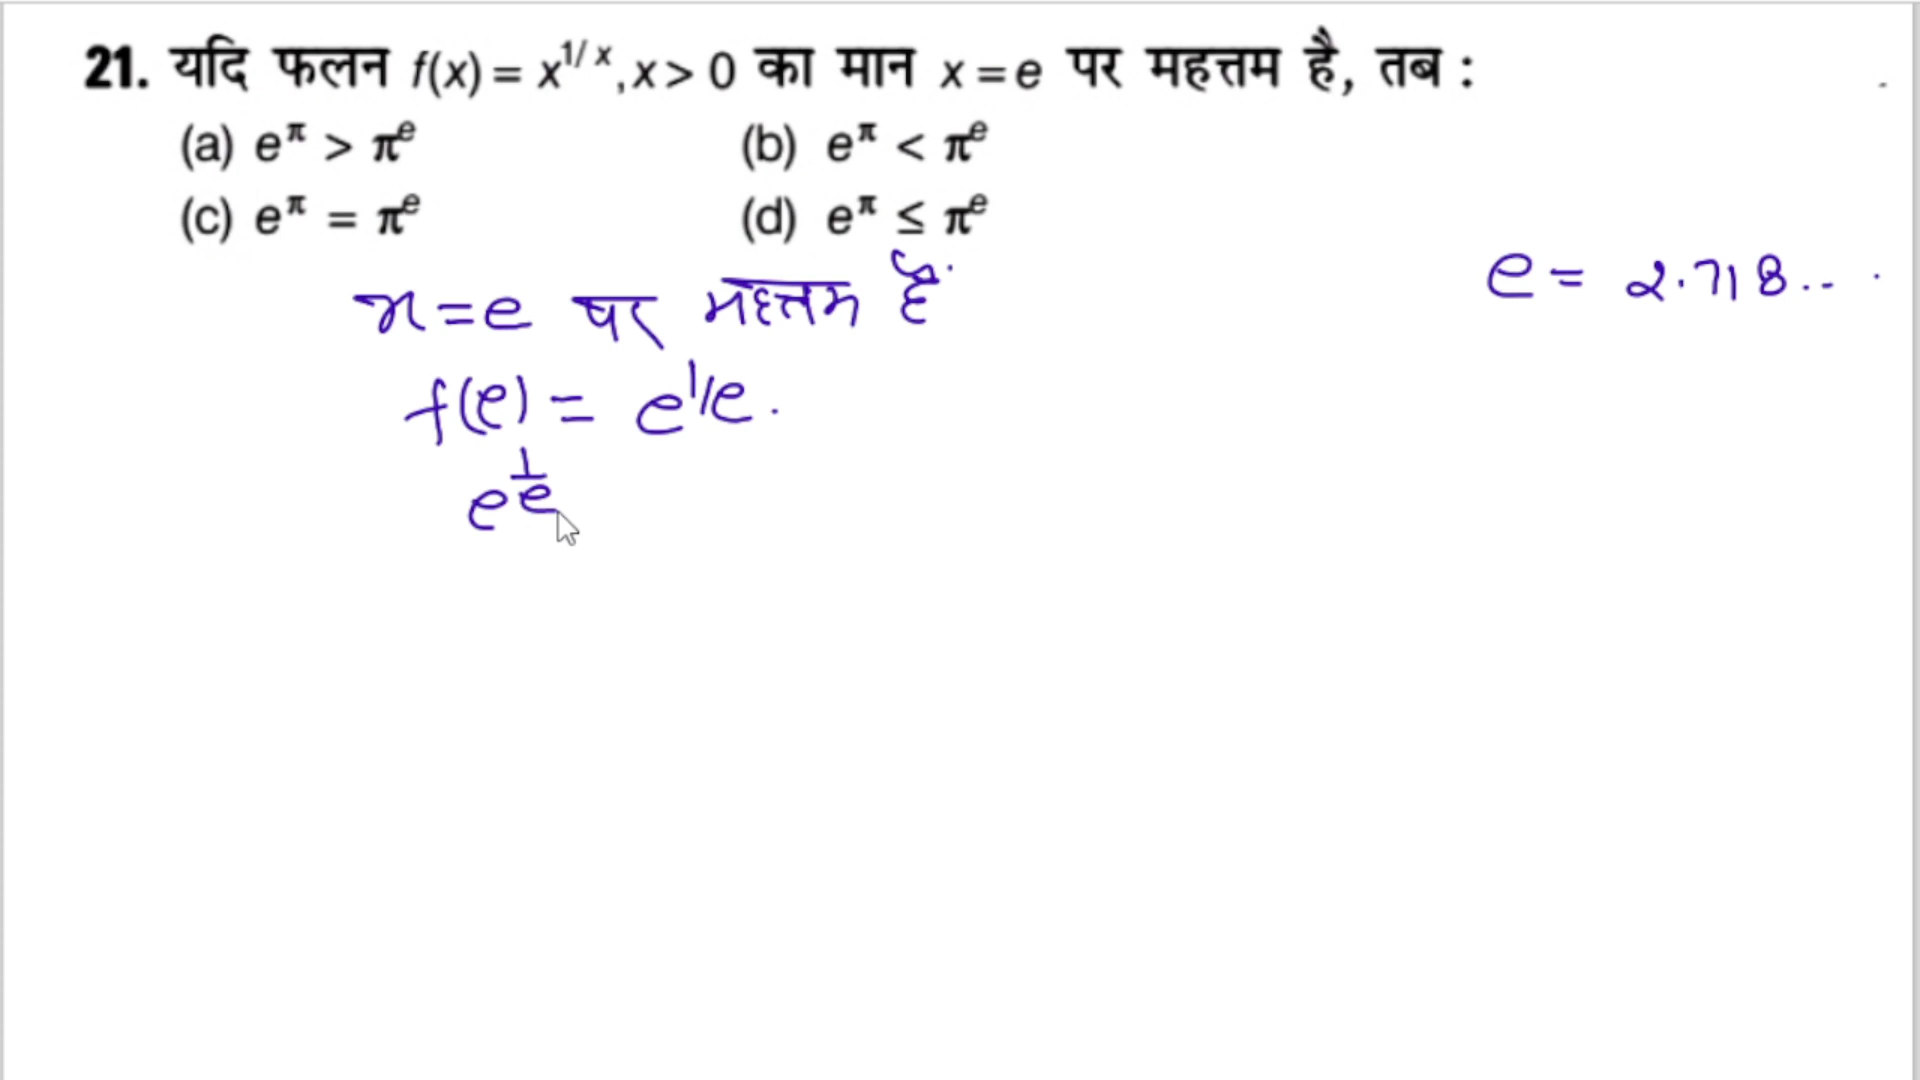 21. यदि फलन f(x) = x^{1/x}, x > 0 का मान x = e पर महत्तम है, तब :
(a) e^π > π^e (b) e^π < π^e
(c) e^π = π^e (d) e^π ≤ π^e
e = 2.718...
x = e पर महत्तम है
f(e) = e^{1/e}.
e^{1/e}